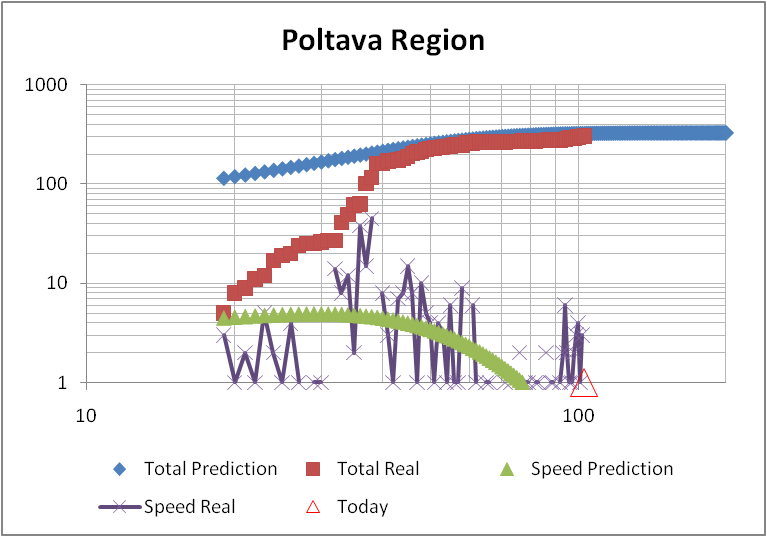 Poltava Region
1000
100
10
1
10 100
Total Prediction Total Real Speed Prediction
Speed Real Today